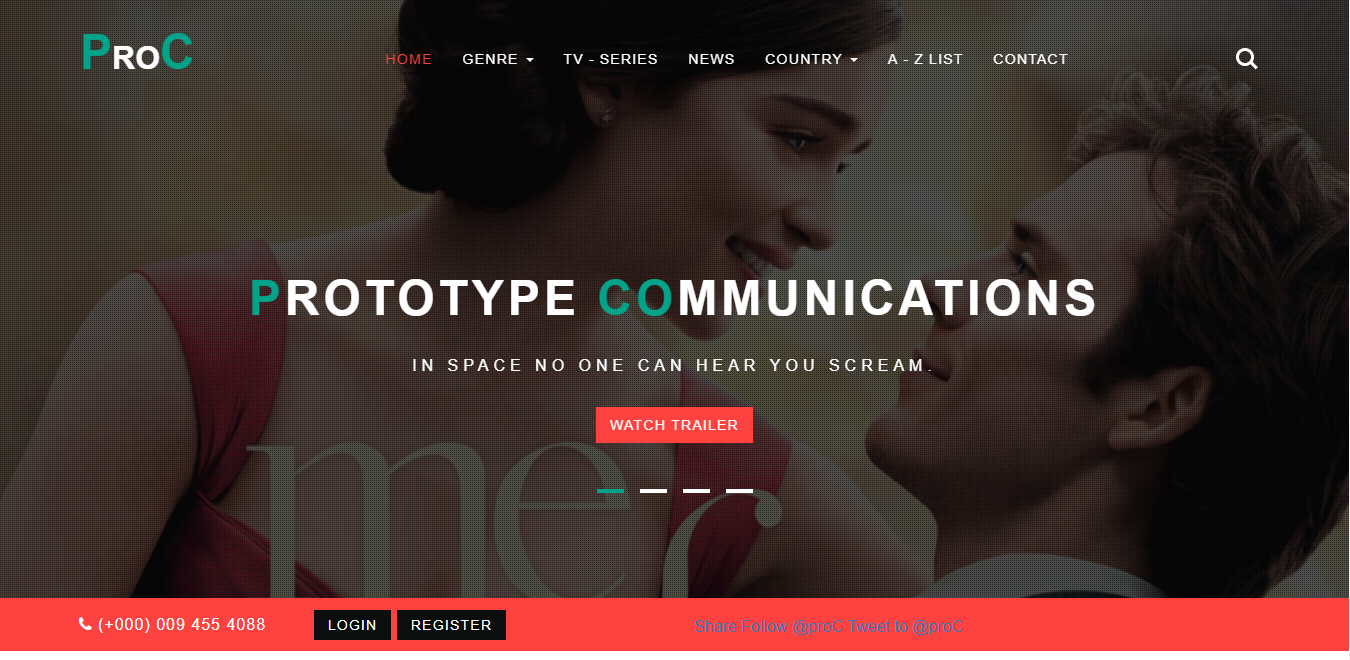 ProC
HOME GENRE TV - SERIES NEWS COUNTRY A - Z LIST CONTACT
PROTOTYPE COMMUNICATIONS
IN SPACE NO ONE CAN HEAR YOU SCREAM.
WATCH TRAILER
me
(+000) 009 455 4088 LOGIN REGISTER Share Follow @proC Tweet to @proC